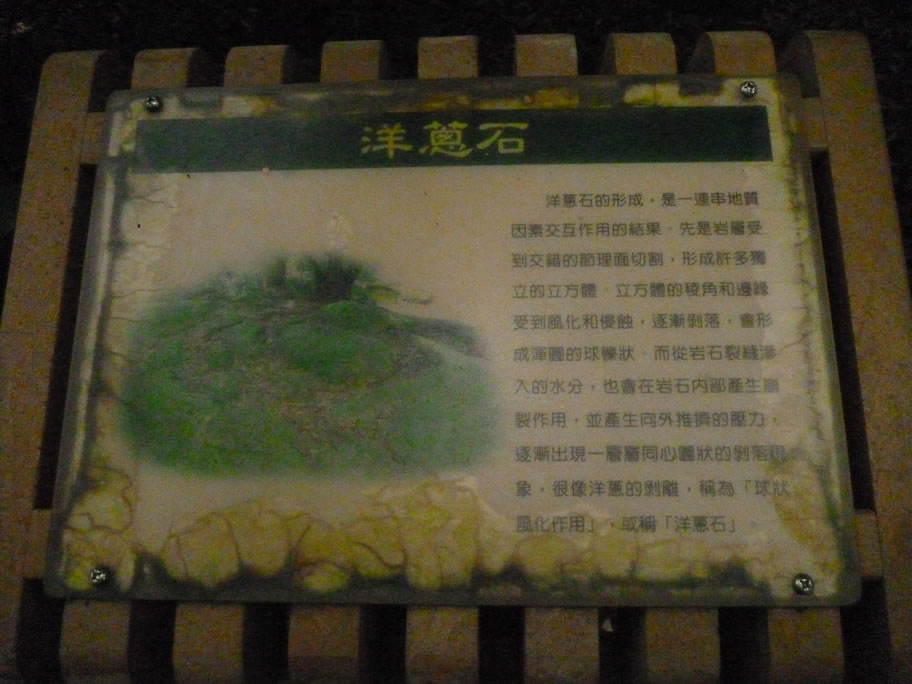 洋蔥石
洋蔥石的形成，是一連串地質
因素交互作用的結果。先是岩層受
到交錯的節理面切割，形成許多獨
立的立方體。立方體的稜角和邊緣
受到風化和侵蝕，逐漸剝落，會形
成渾圓的球礫狀。而從岩石裂縫滲
入的水分，也會在岩石內部產生崩
裂作用，並產生向外推擠的壓力，
逐漸出現一層層同心圓狀的剝落現
象，很像洋蔥的剝離，稱為「球狀
風化作用」、或稱「洋蔥石」。